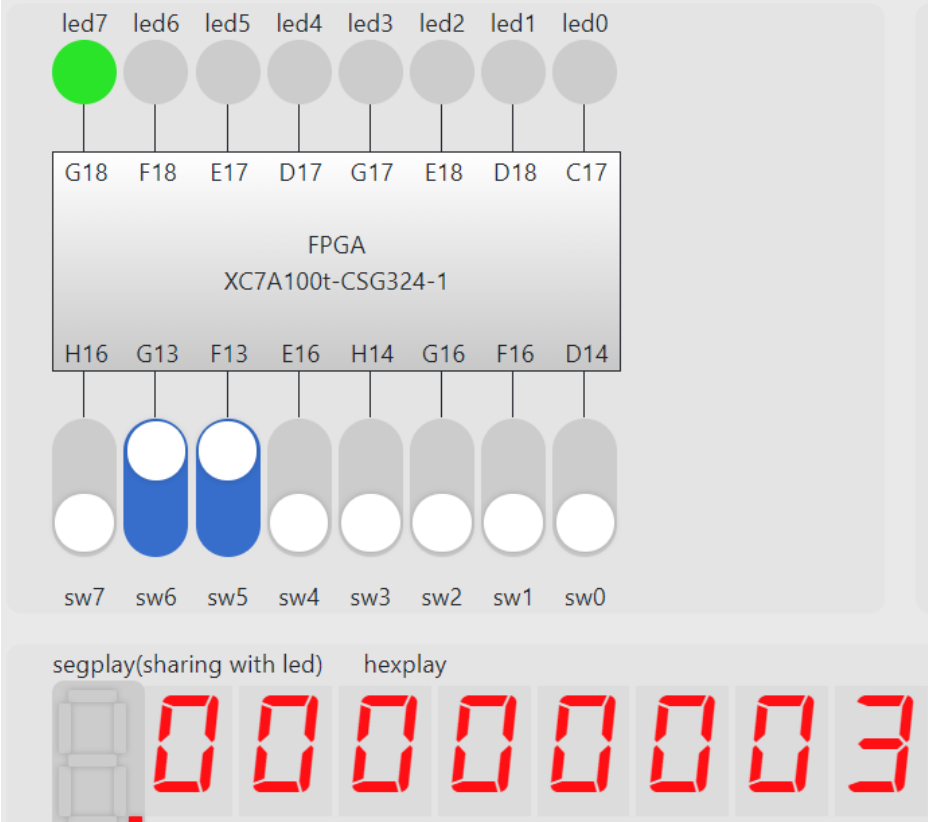 led7 led6 led5 led4 led3 led2 led1 led0
G18 F18 E17 D17 G17 E18 D18 C17
FPGA
XC7A100t-CSG324-1
H16 G13 F13 E16 H14 G16 F16 D14
sw7 sw6 sw5 sw4 sw3 sw2 sw1 sw0
segplay(sharing with led) hexplay
00000003